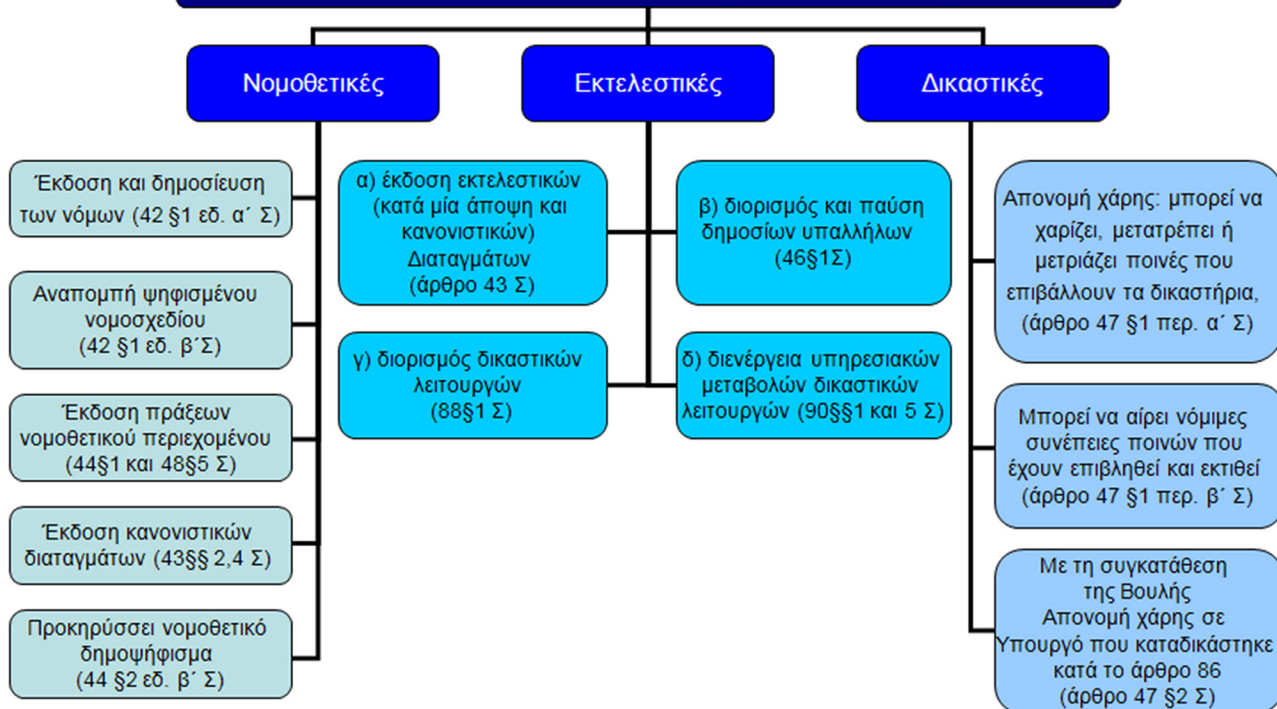 Νομοθετικές
Εκτελεστικές
Δικαστικές
Έκδοση και δημοσίευση
των νόμων (42 §1 εδ. α΄ Σ)
Αναπομπή ψηφισμένου
νομοσχεδίου
(42 §1 εδ. β΄Σ)
Έκδοση πράξεων
νομοθετικού περιεχομένου
(44§1 και 48§5 Σ)
Έκδοση κανονιστικών
διαταγμάτων (43§§ 2,4 Σ)
Προκηρύσσει νομοθετικό
δημοψήφισμα
(44 §2 εδ. β΄ Σ)
α) έκδοση εκτελεστικών
(κατά μία άποψη και
κανονιστικών)
Διαταγμάτων
(άρθρο 43 Σ)
β) διορισμός και παύση
δημοσίων υπαλλήλων
(46§1Σ)
γ) διορισμός δικαστικών
λειτουργών
(88§1 Σ)
δ) διενέργεια υπηρεσιακών
μεταβολών δικαστικών
λειτουργών (90§§1 και 5 Σ)
Απονομή χάρης: μπορεί να
χαρίζει, μετατρέπει ή
μετριάζει ποινές που
επιβάλλουν τα δικαστήρια,
(άρθρο 47 §1 περ. α΄ Σ)
Μπορεί να αίρει νόμιμες
συνέπειες ποινών που
έχουν επιβληθεί και εκτιθεί
(άρθρο 47 §1 περ. β΄ Σ)
Με τη συγκατάθεση
της Βουλής
Απονομή χάρης σε
Υπουργό που καταδικάστηκε
κατά το άρθρο 86
(άρθρο 47 §2 Σ)